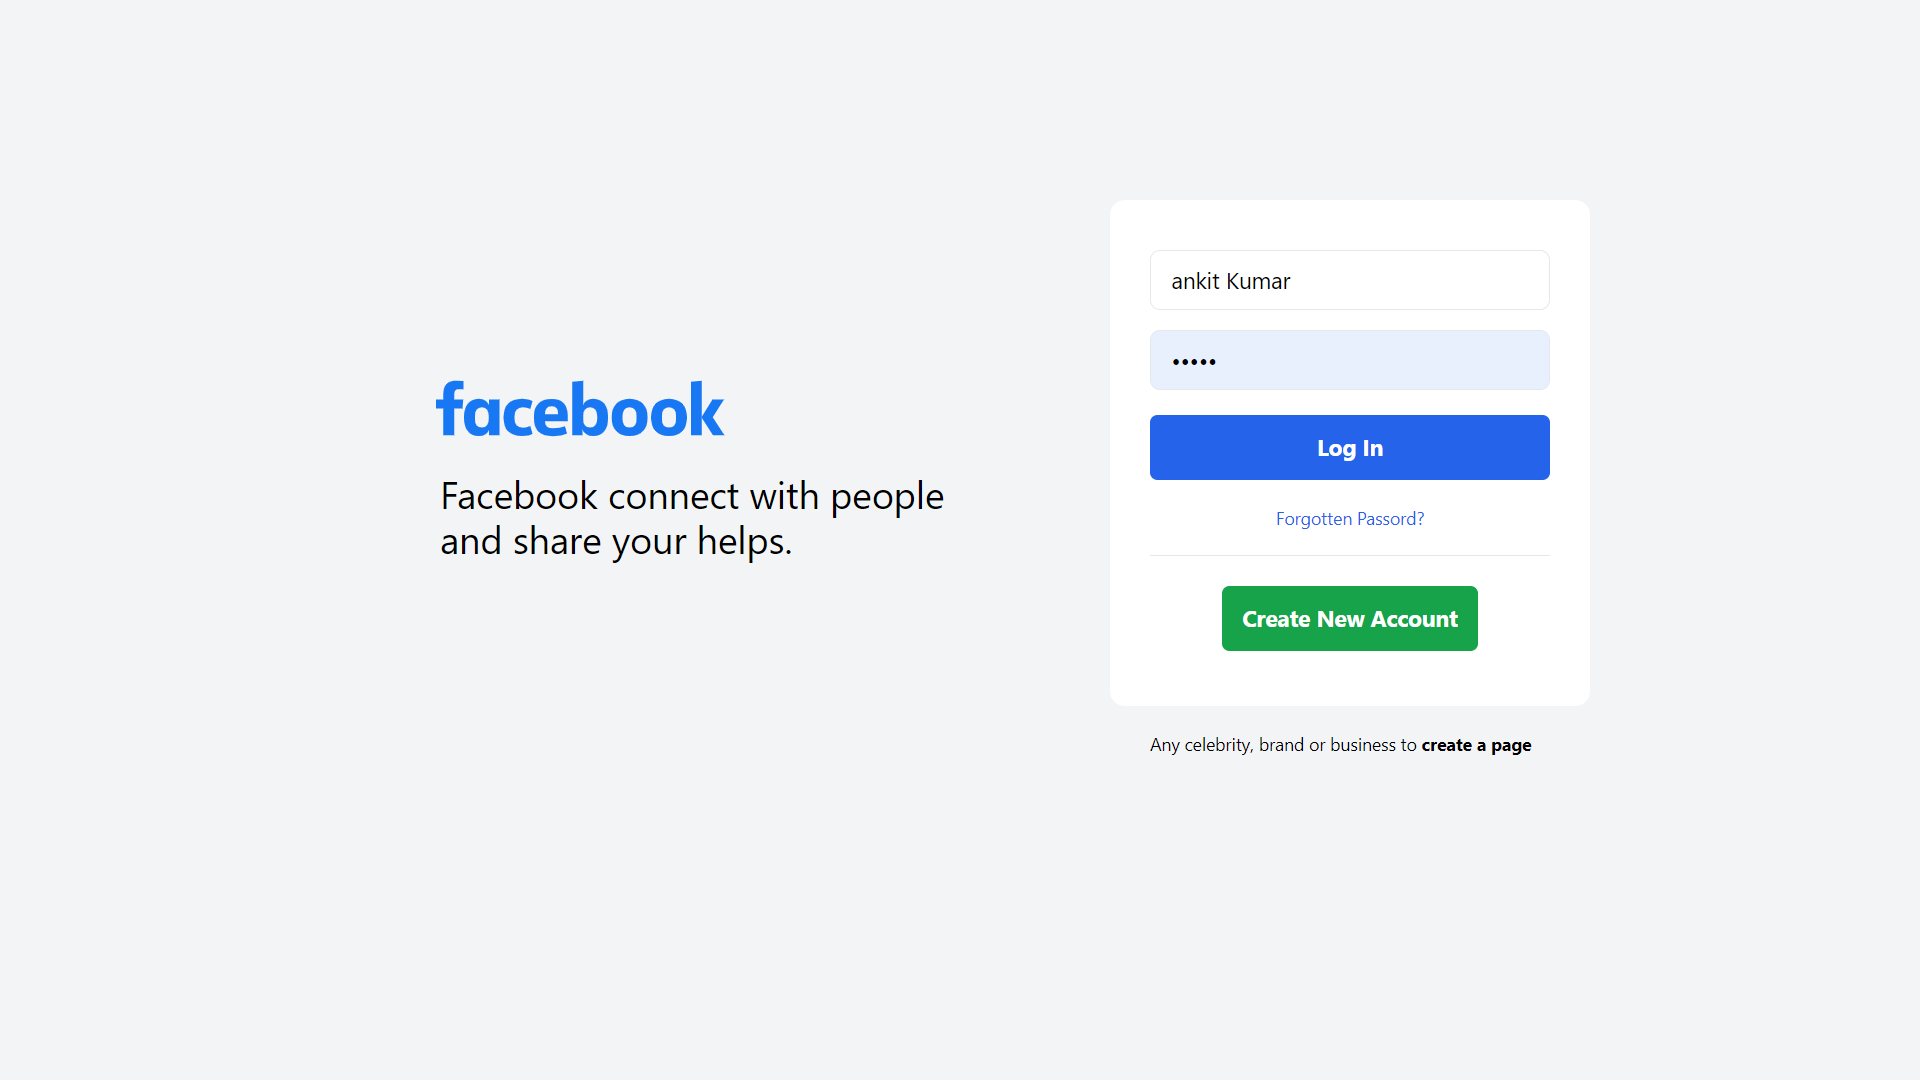 facebook
Facebook connect with people
and share your helps.
ankit Kumar
•••••
Log In
Forgotten Passord?
Create New Account
Any celebrity, brand or business to create a page